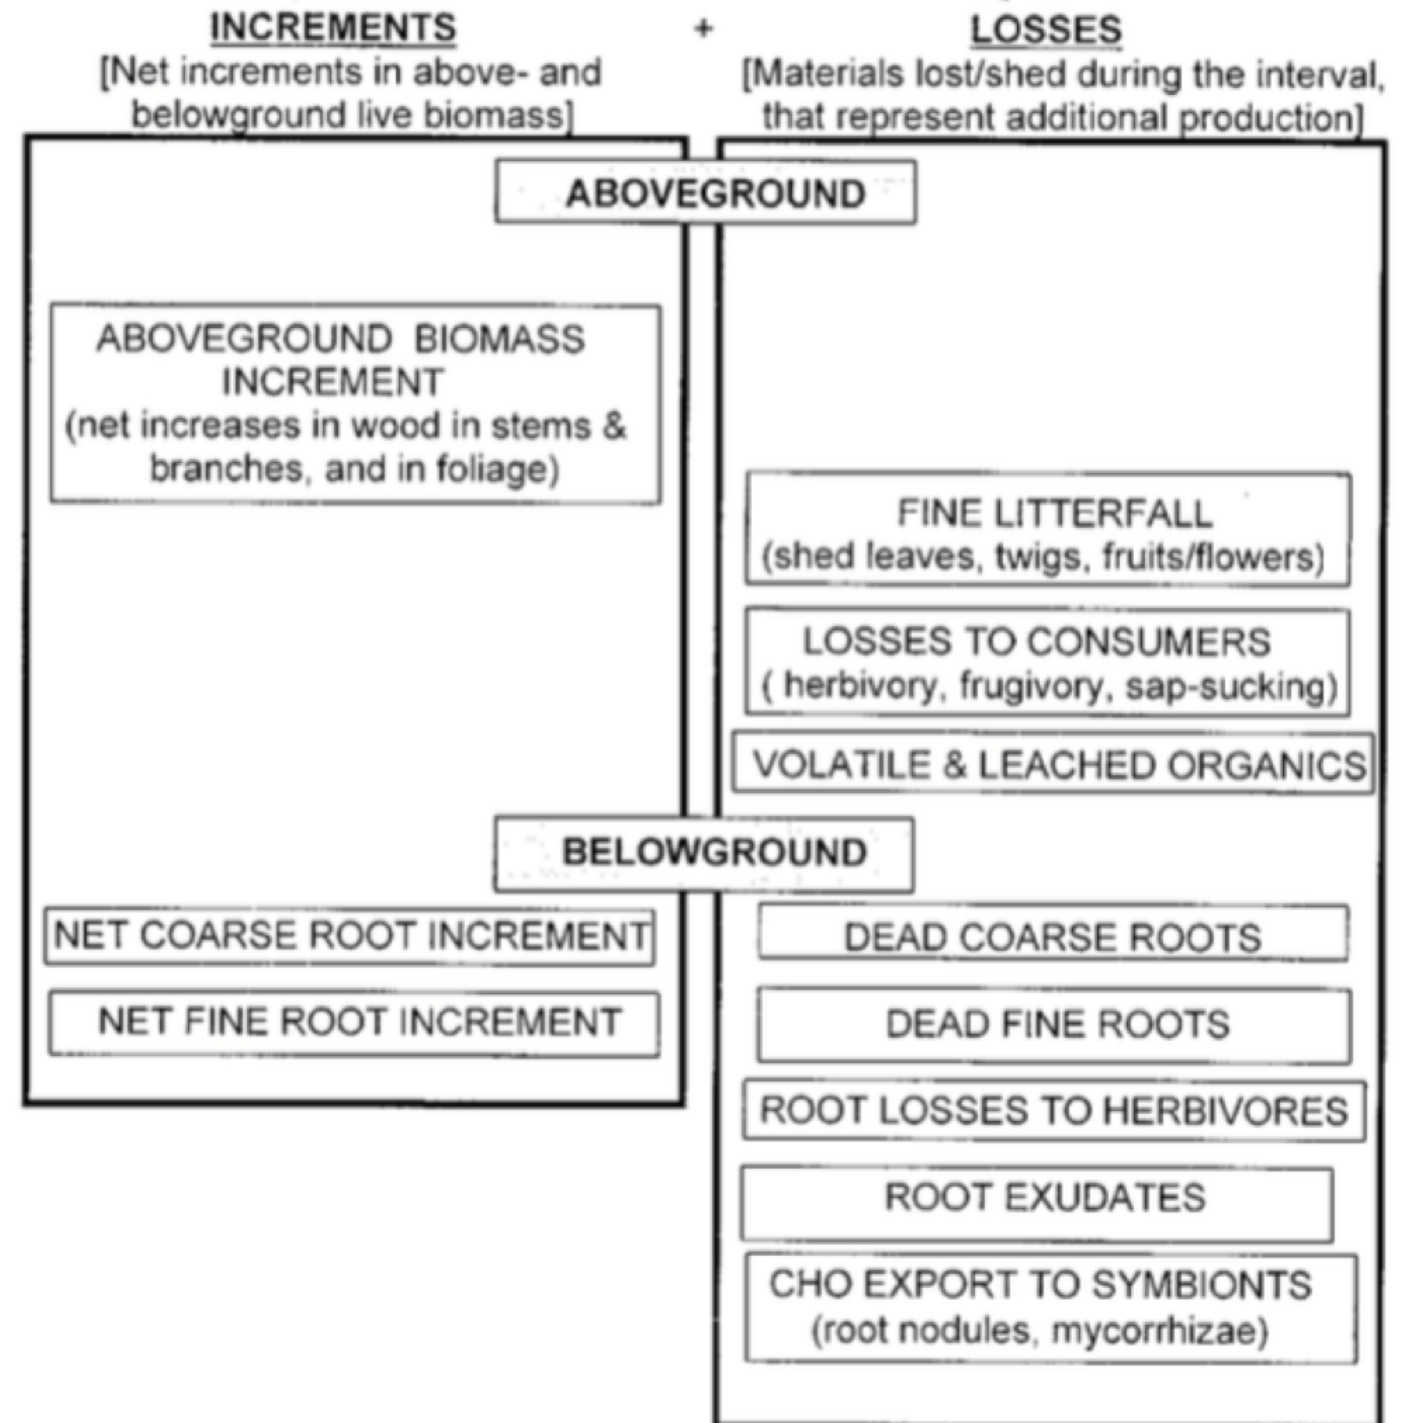 INCREMENTS + LOSSES
[Net increments in above- and
belowground live biomass]
[Materials lost/shed during the interval,
that represent additional production]
ABOVEGROUND
ABOVEGROUND BIOMASS
INCREMENT
(net increases in wood in stems &
branches, and in foliage)
FINE LITTERFALL
(shed leaves, twigs, fruits/flowers)
LOSSES TO CONSUMERS
( herbivory, frugivory, sap-sucking)
VOLATILE & LEACHED ORGANICS
BELOWGROUND
NET COARSE ROOT INCREMENT
NET FINE ROOT INCREMENT
DEAD COARSE ROOTS
DEAD FINE ROOTS
ROOT LOSSES TO HERBIVORES
ROOT EXUDATES
CHO EXPORT TO SYMBIONTS
(root nodules, mycorrhizae)